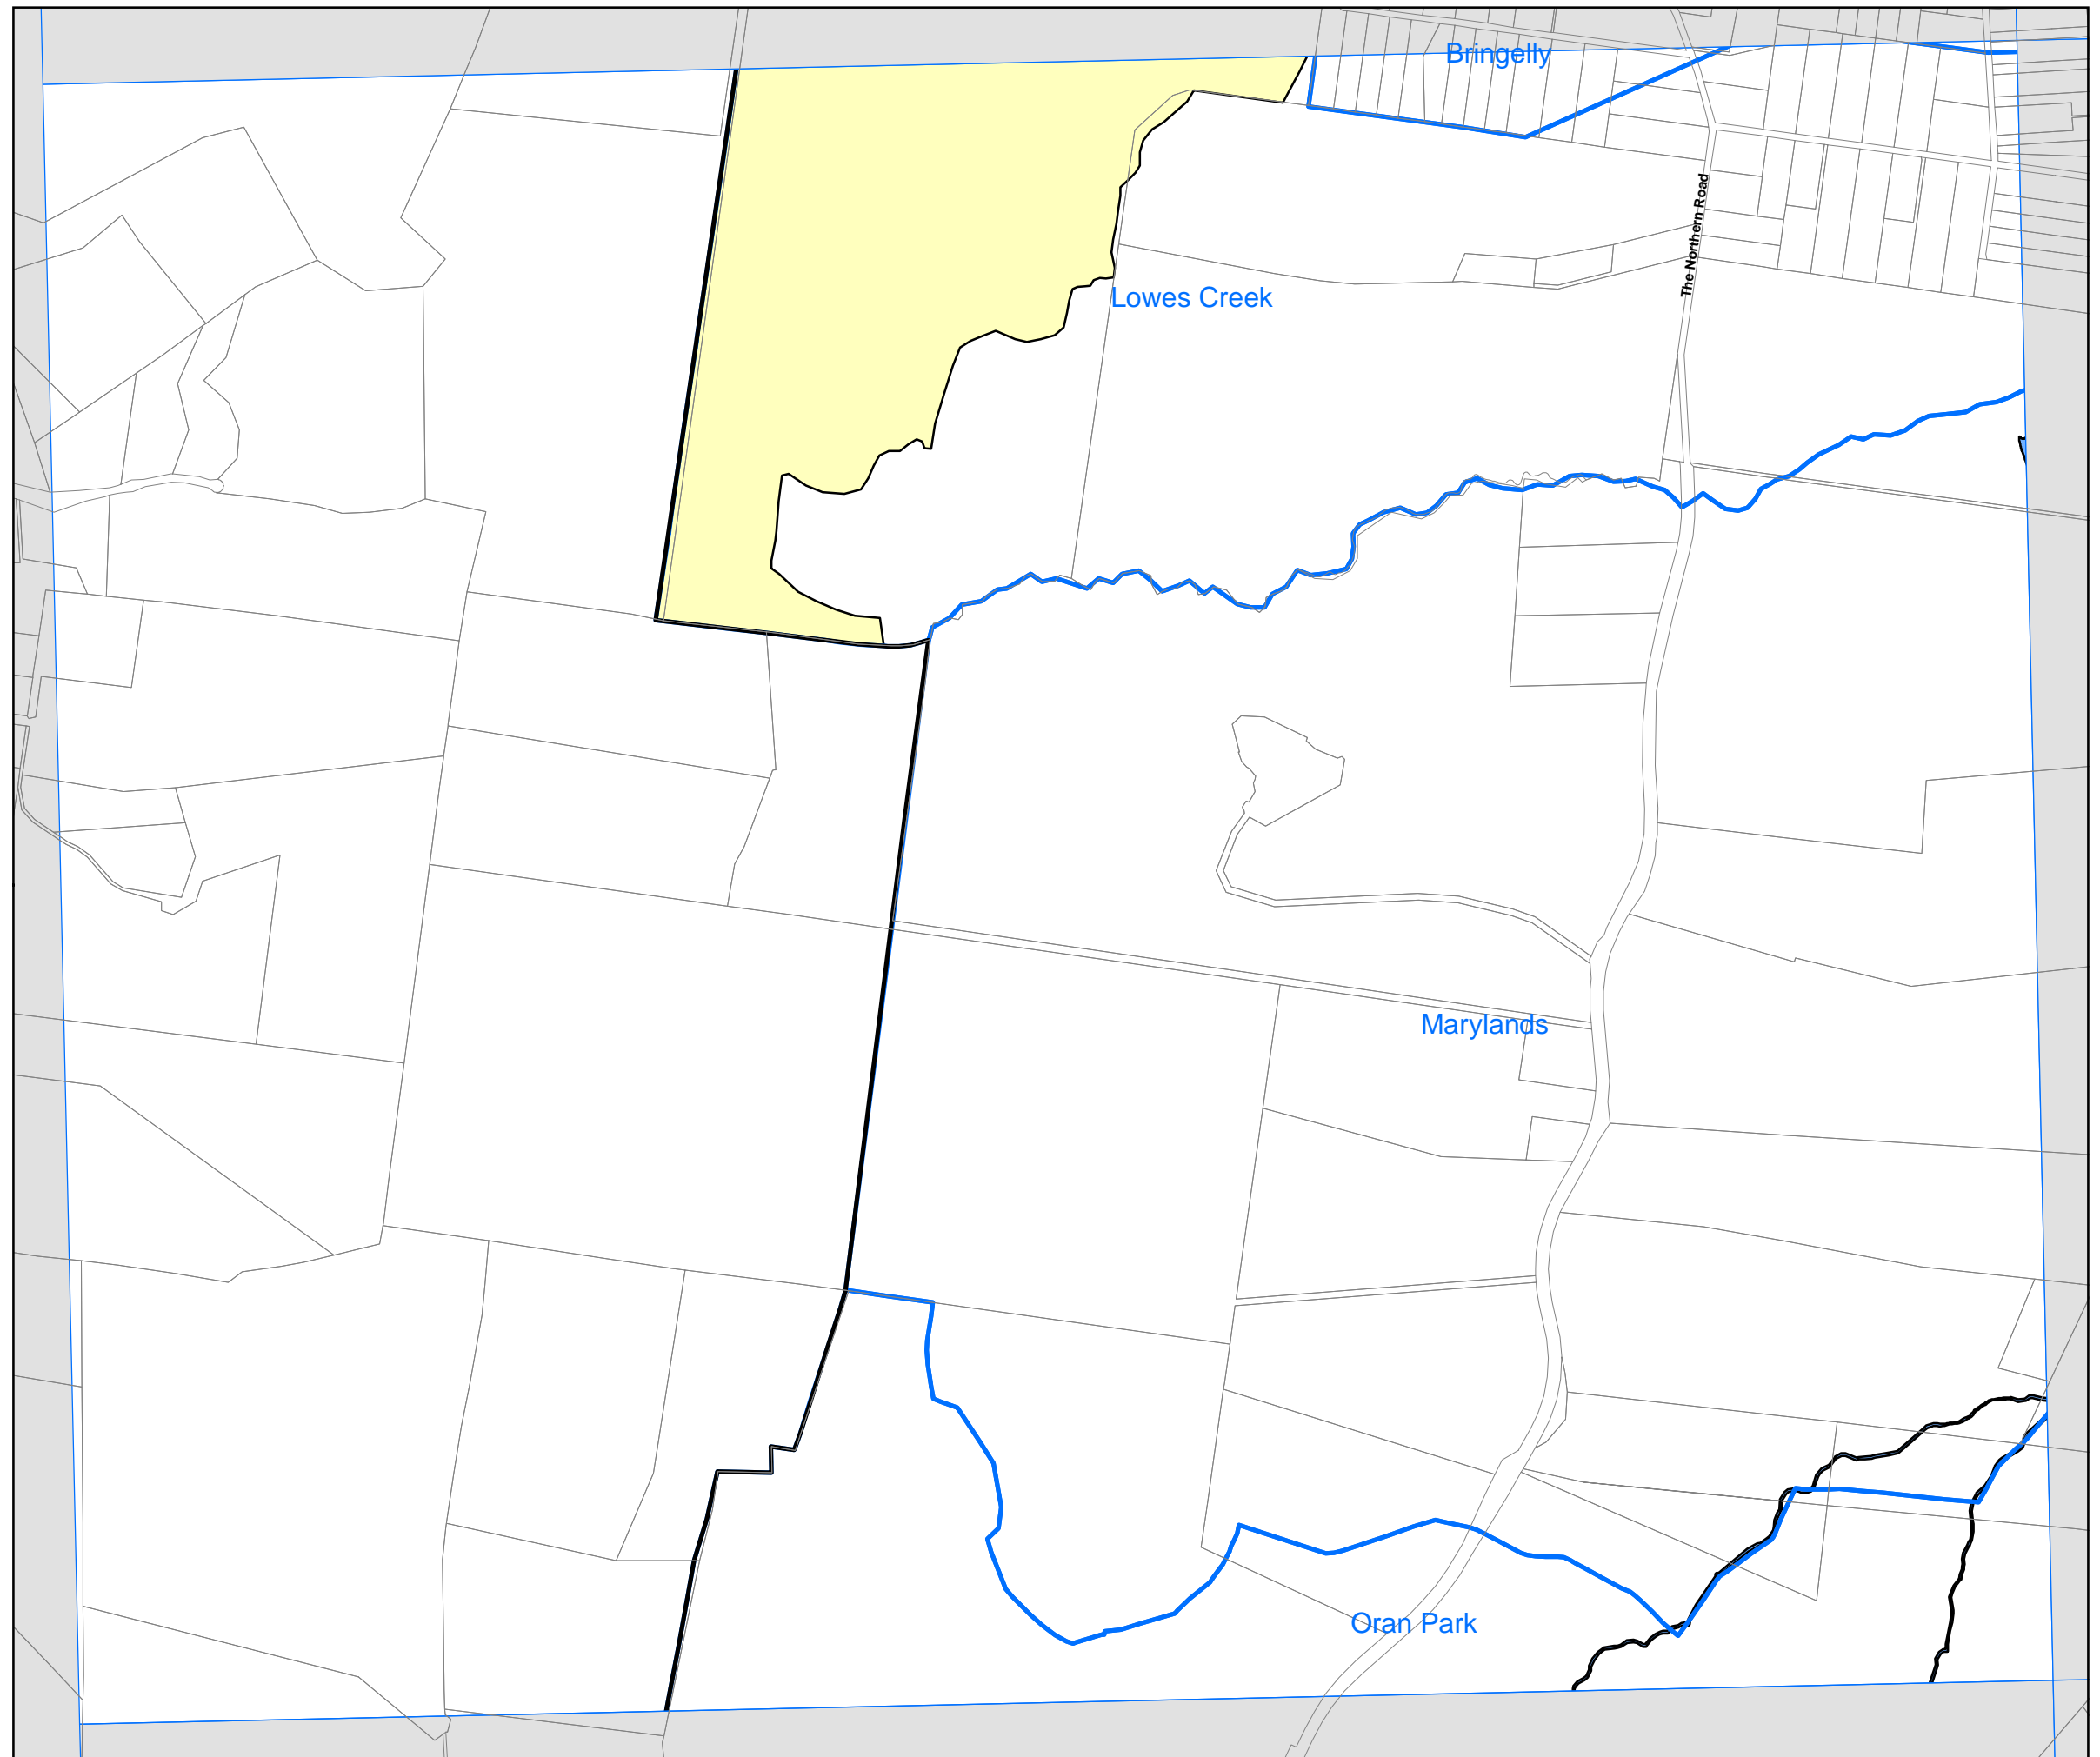 Bringelly
The Northern Road
Lowes Creek
Marylands
Oran Park